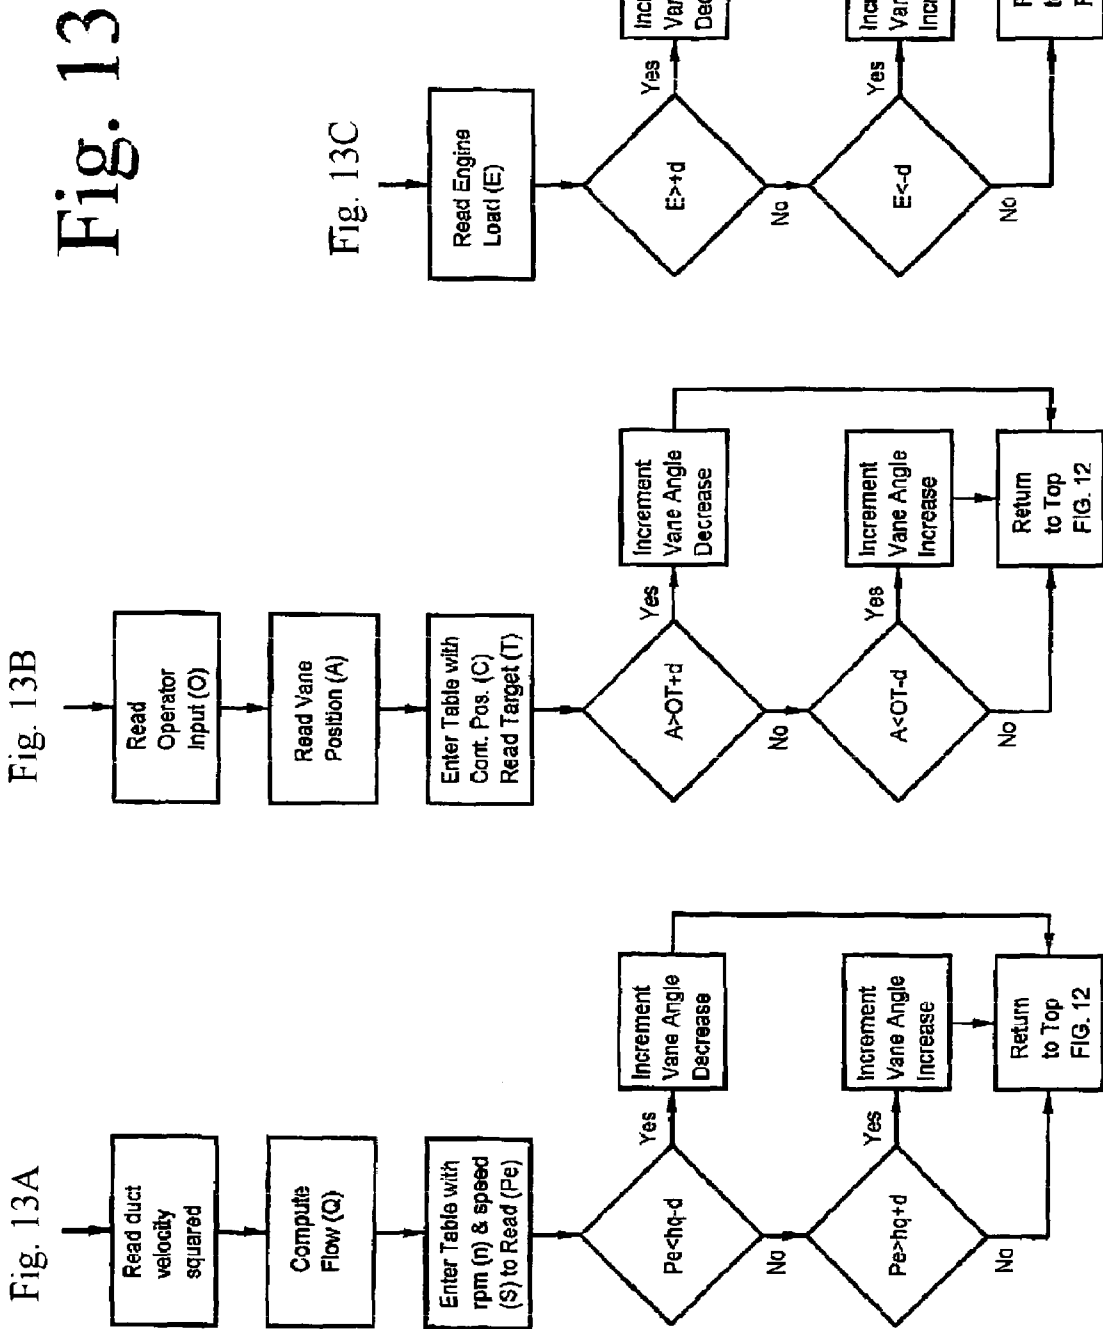 Fig. 13
Fig. 13A
Read duct
velocity
squared
Compute
Flow (Q)
Enter Table with
rpm (n) & speed
(S) to Read (Pe)
Pe<hq-d
Yes
Increment
Vane Angle
Decrease
No
Pe>hq+d
Yes
Increment
Vane Angle
Increase
No
Return
to Top
FIG. 12
Fig. 13B
Read
Operator
Input (O)
Read Vane
Position (A)
Enter Table with
Cont. Pos. (C)
Read Target (T)
A>OT+d
Yes
Increment
Vane Angle
Decrease
No
A<OT-d
Yes
Increment
Vane Angle
Increase
No
Return
to Top
FIG. 12
Fig. 13C
Read Engine
Load (E)
E>+d
Yes
No
E<-d
Yes
No